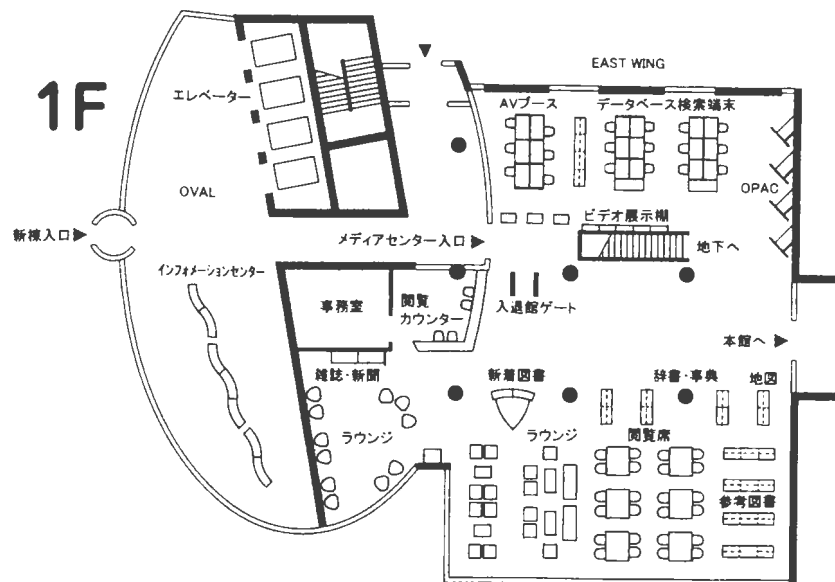 1F
EAST WING
AVブース
データベース検索端末
エレベーター
OVAL
OPAC
新棟入口
メディアセンター入口
ビデオ展示棚
地下へ
インフォメーションセンター
事務室
閲覧
カウンター
入退館ゲート
本館へ
雑誌・新聞
新着図書
辞書・事典
地図
ラウンジ
ラウンジ
閲覧席
参考図書